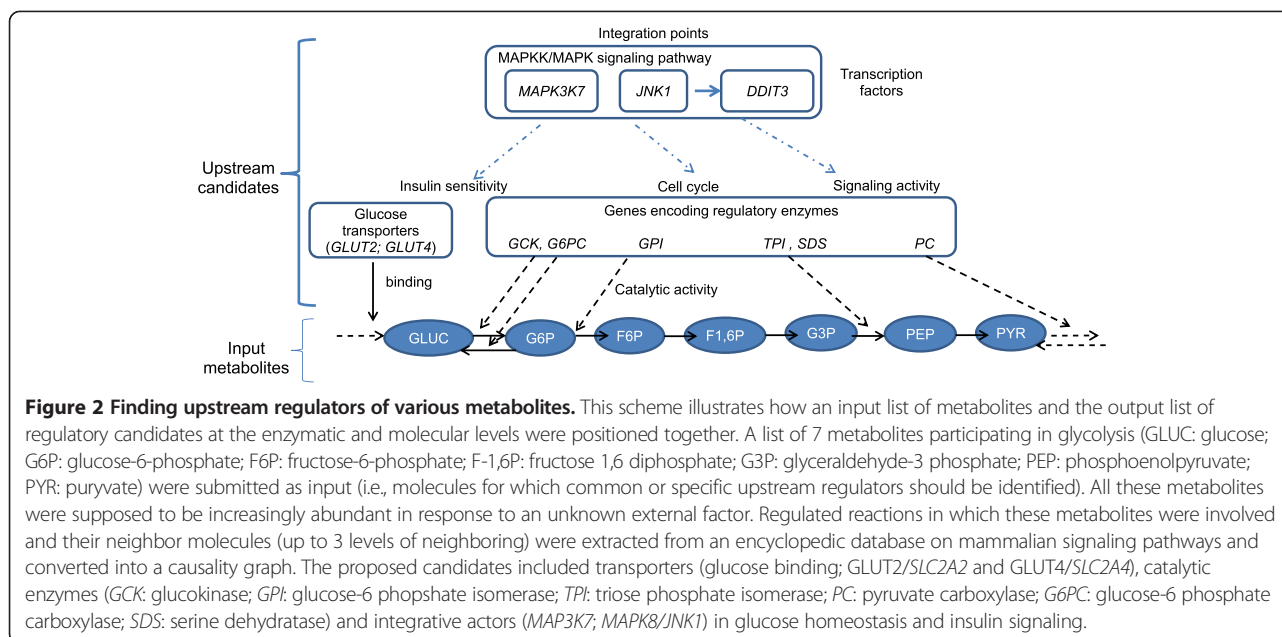 Integration points
MAPKK/MAPK signaling pathway
MAPK3K7
JNK1
DDIT3
Transcription
factors
Upstream
candidates
Insulin sensitivity
Cell cycle
Signaling activity
Glucose
transporters
(GLUT2; GLUT4)
Genes encoding regulatory enzymes
GCK, G6PC
GPI
TPI , SDS
PC
binding
Catalytic activity
Input
metabolites
GLUC
G6P
F6P
F1,6P
G3P
PEP
PYR
Figure 2 Finding upstream regulators of various metabolites. This scheme illustrates how an input list of metabolites and the output list of
regulatory candidates at the enzymatic and molecular levels were positioned together. A list of 7 metabolites participating in glycolysis (GLUC: glucose;
G6P: glucose-6-phosphate; F6P: fructose-6-phosphate; F-1,6P: fructose 1,6 diphosphate; G3P: glyceraldehyde-3 phosphate; PEP: phosphoenolpyruvate;
PYR: puryvate) were submitted as input (i.e., molecules for which common or specific upstream regulators should be identified). All these metabolites
were supposed to be increasingly abundant in response to an unknown external factor. Regulated reactions in which these metabolites were involved
and their neighbor molecules (up to 3 levels of neighboring) were extracted from an encyclopedic database on mammalian signaling pathways and
converted into a causality graph. The proposed candidates included transporters (glucose binding; GLUT2/SLC2A2 and GLUT4/SLC2A4), catalytic
enzymes (GCK: glucokinase; GPI: glucose-6 phopshate isomerase; TPI: triose phosphate isomerase; PC: pyruvate carboxylase; G6PC: glucose-6 phosphate
carboxylase; SDS: serine dehydratase) and integrative actors (MAP3K7; MAPK8/JNK1) in glucose homeostasis and insulin signaling.